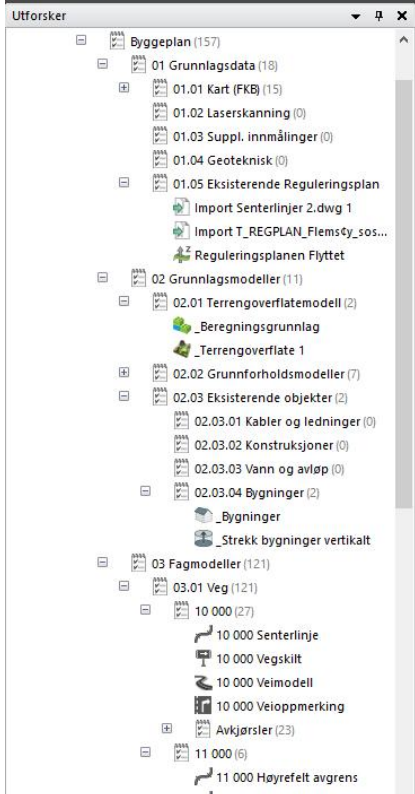 Utforsker
Byggeplan (157)
01 Grunnlagsdata (18)
01.01 Kart (FKB) (15)
01.02 Laserskanning (0)
01.03 Suppl. innmålinger (0)
01.04 Geoteknisk (0)
01.05 Eksisterende Reguleringsplan
Import Senterlinjer 2.dwg 1
Import T_REGPLAN_Flems¢y_sos...
Reguleringsplanen Flyttet
02 Grunnlagsmodeller (11)
02.01 Terrengoverflatemodell (2)
_Beregningsgrunnlag
_Terrengoverflate 1
02.02 Grunnforholdsmodeller (7)
02.03 Eksisterende objekter (2)
02.03.01 Kabler og ledninger (0)
02.03.02 Konstruksjoner (0)
02.03.03 Vann og avløp (0)
02.03.04 Bygninger (2)
_Bygninger
_Strekk bygninger vertikalt
03 Fagmodeller (121)
03.01 Veg (121)
10 000 (27)
10 000 Senterlinje
10 000 Vegskilt
10 000 Veimodell
10 000 Veioppmerking
Avkjørsler (23)
11 000 (6)
11 000 Høyrefelt avgrens